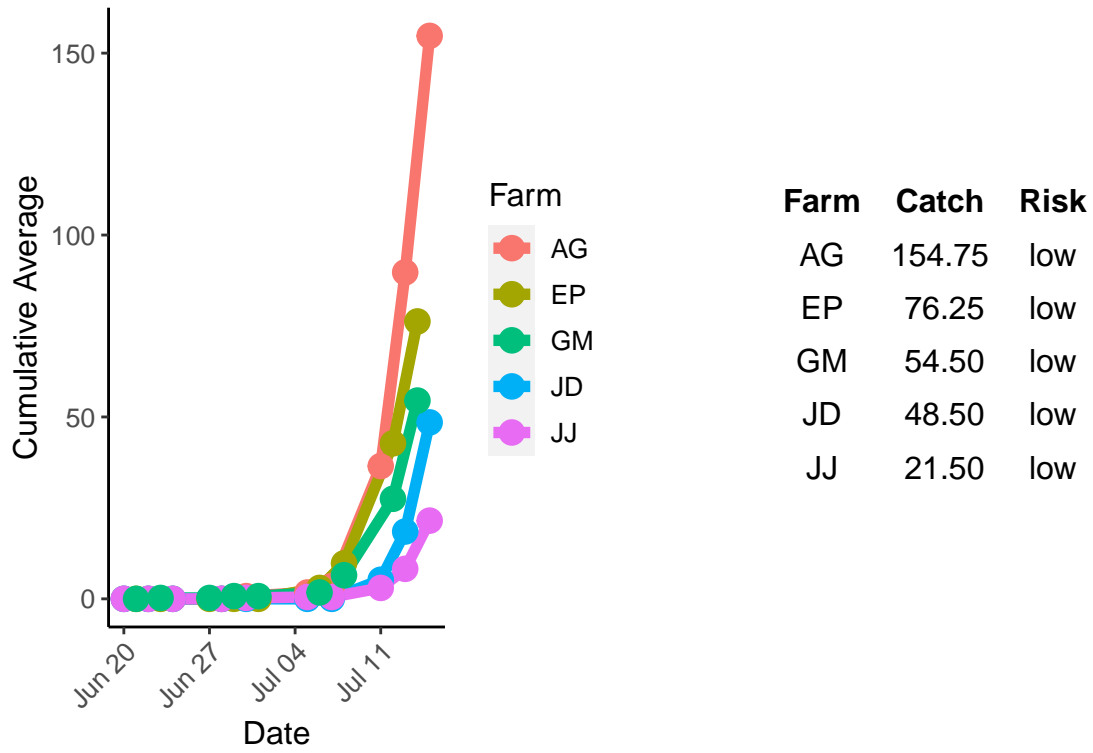 150
100
50
0
Cumulative Average
Jun 20
Jun 27
Jul 04
Jul 11
Date
Farm
AG
EP
GM
JD
JJ
Farm Catch Risk
AG 154.75 low
EP 76.25 low
GM 54.50 low
JD 48.50 low
JJ 21.50 low